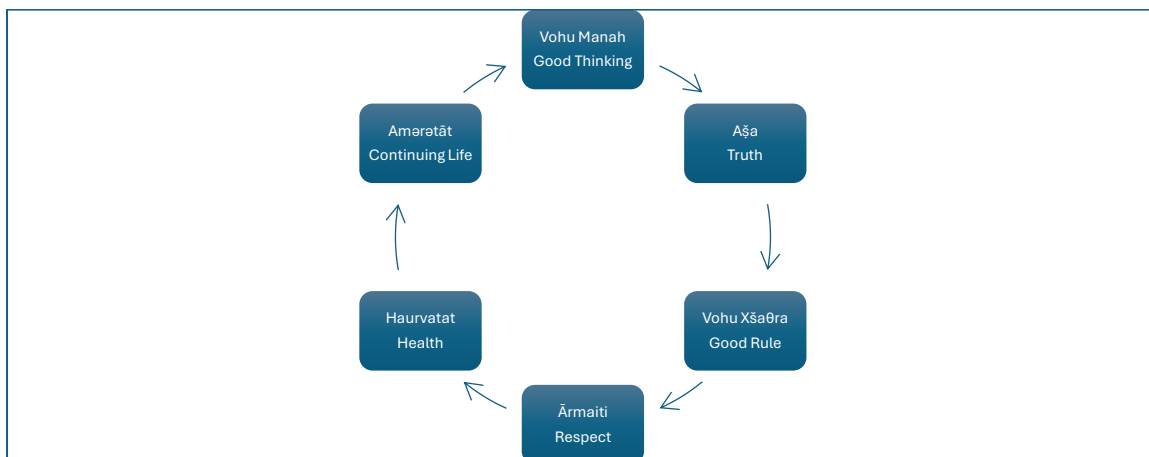 Vohu Manah
Good Thinking
Aṣ̌a
Truth
Vohu Xšaθra
Good Rule
Ārmaiti
Respect
Haurvatat
Health
Amərətāt
Continuing Life